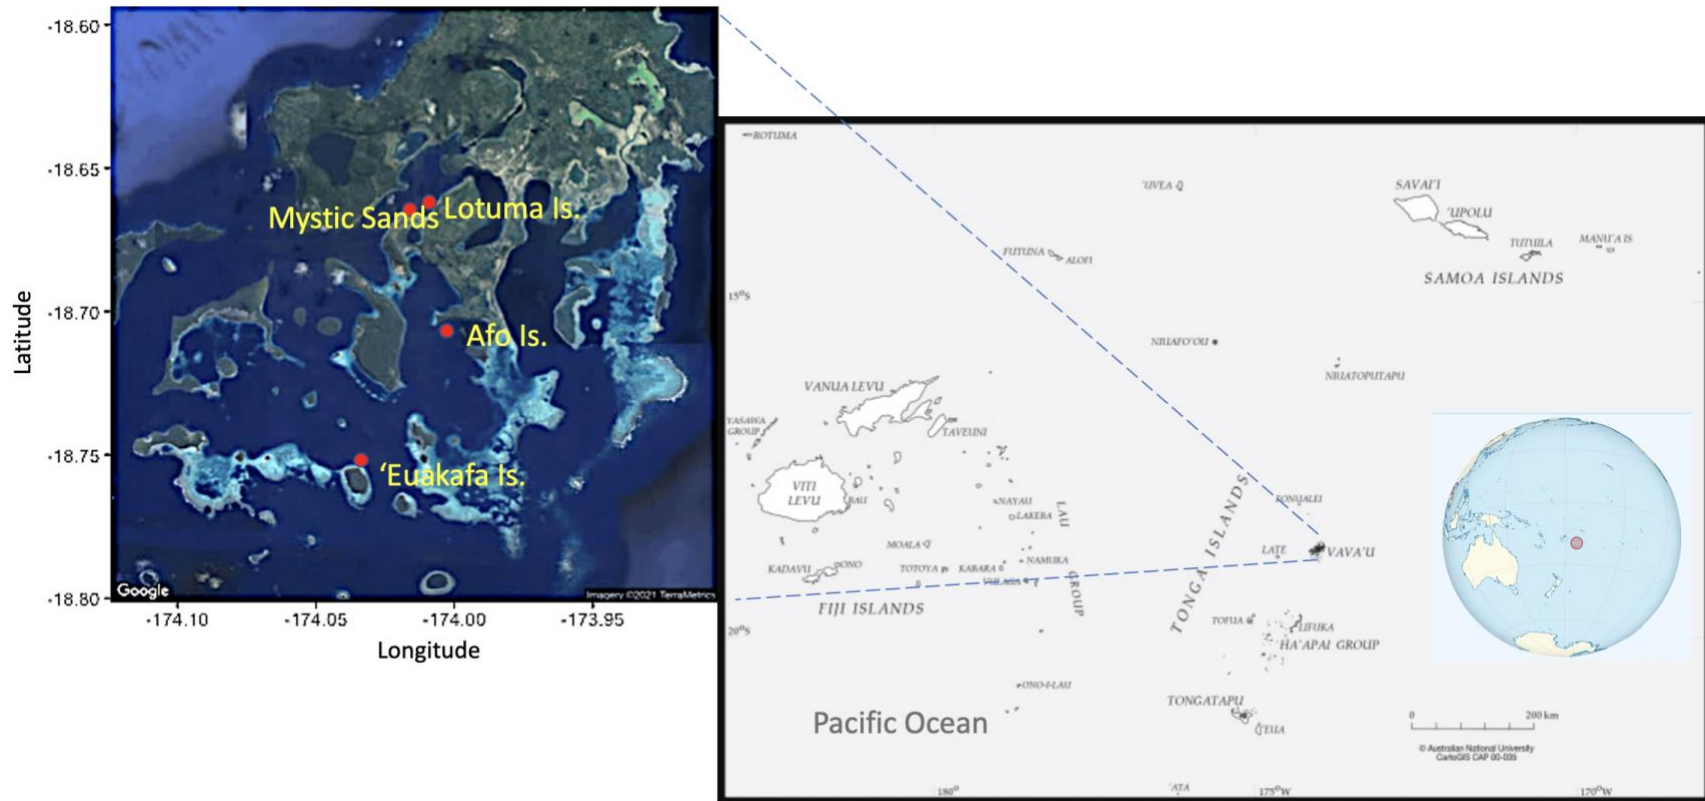 -18.60
-18.65
-18.70
-18.75
-18.80
Latitude
-174.10
-174.05
-174.00
-173.95
Longitude
Mystic Sands
Lotuma Is.
Afo Is.
‘Euakafa Is.
Google
Imagery ©2021 TerraMetrics
ROTUMA
'UVEA
SAVAI'I
'UPOLU
TUTUILA
MANU'A IS
SAMOA ISLANDS
FUTUNA
ALOFI
15°S
NIUAFO'OU
NIUATOPUTAPU
VANUA LEVU
YASAWA
GROUP
TAVEUNI
VITI
LEVU
BAU
NAYAU
LAKEBA
LAU
GROUP
MOALA
NAMUKA
KADAVU
ONO
TOTOYA
KABARA
FIJI ISLANDS
TONGA ISLANDS
LATE
VAVA'U
20°S
TOFUA
HA'APAI GROUP
ONO-I-LAU
TONGATAPU
'EUA
Pacific Ocean
0
200 km
© Australian National University
CartoGIS CAP 00-035
180°
'ATA
175°W
170°W